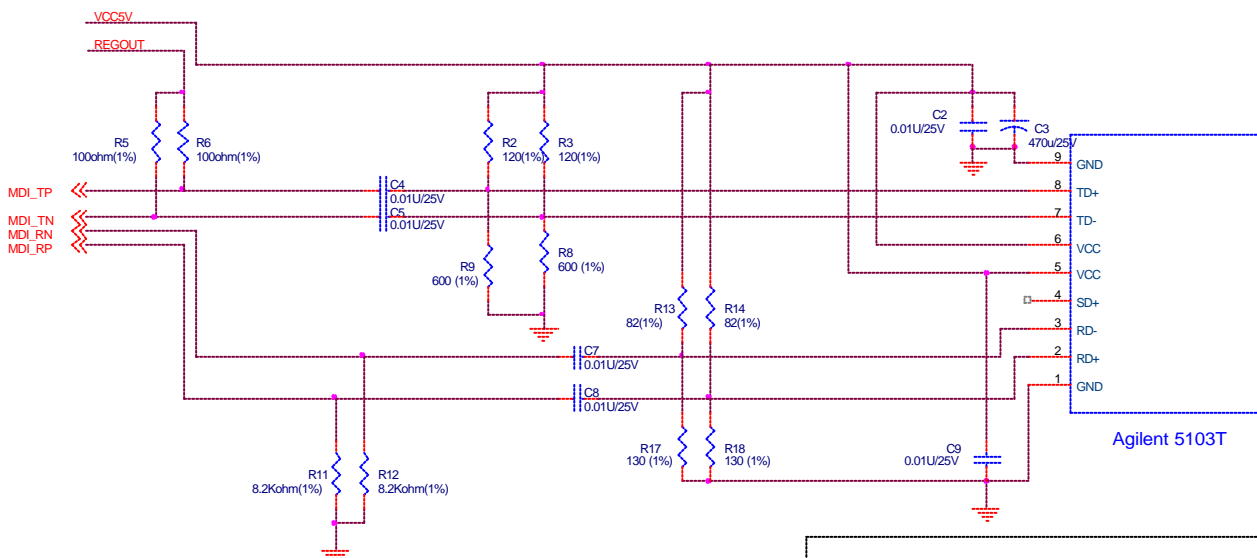 VCC5V
REGOUT
R5
100ohm(1%)
R6
100ohm(1%)
R2
120(1%)
R3
120(1%)
C2
0.01U/25V
C3
470u/25V
MDI_TP
MDI_TN
MDI_RN
MDI_RP
C4
0.01U/25V
C5
0.01U/25V
R9
600 (1%)
R8
600 (1%)
R13
82(1%)
R14
82(1%)
9 GND
8 TD+
7 TD-
6 VCC
5 VCC
4 SD+
3 RD-
2 RD+
1 GND
C7
0.01U/25V
C8
0.01U/25V
Agilent 5103T
R11
8.2Kohm(1%)
R12
8.2Kohm(1%)
R17
130 (1%)
R18
130 (1%)
C9
0.01U/25V